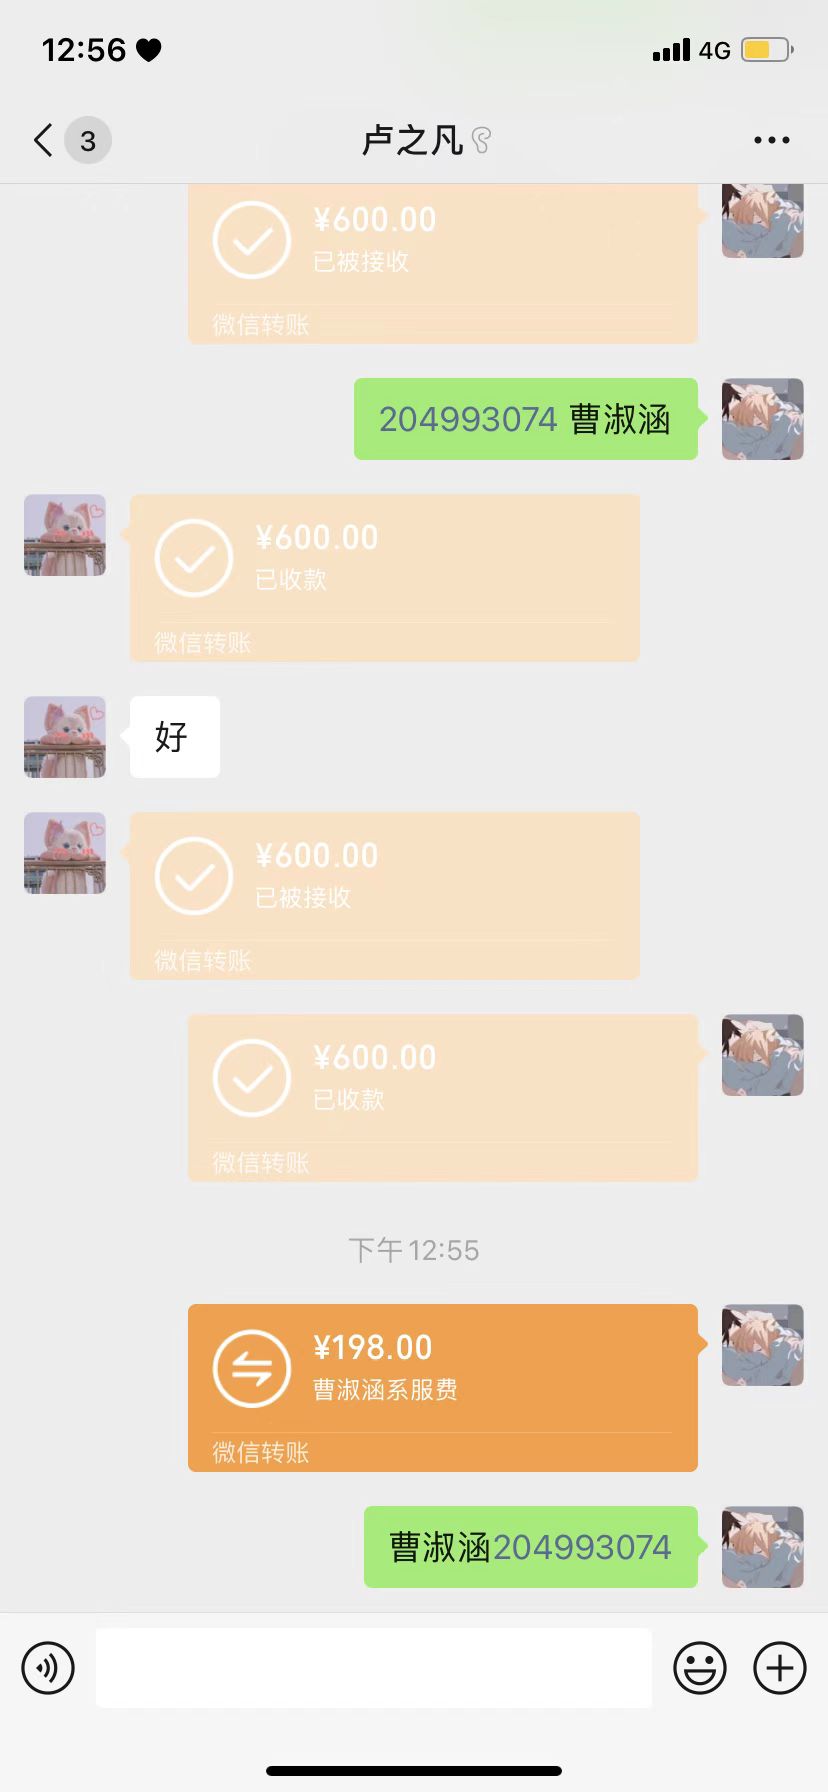 12:56
4G
3
卢之凡
¥600.00
已被接收
微信转账
204993074 曹淑涵
¥600.00
已收款
微信转账
好
¥600.00
已被接收
微信转账
¥600.00
已收款
微信转账
下午12:55
¥198.00
曹淑涵系服费
微信转账
曹淑涵204993074